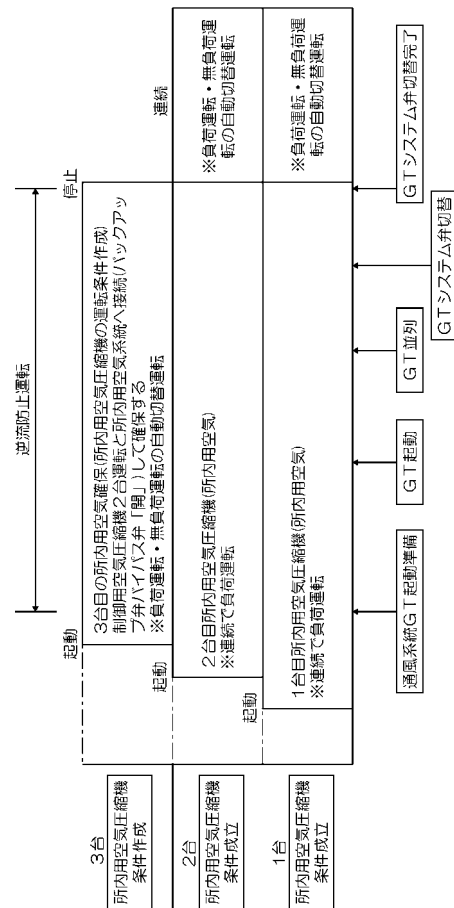 逆流防止運転
起動
停止
連続
3台
所内用空気圧縮機
条件作成
3台目の所内用空気確保(所内用空気圧縮機の運転条件作成)
制御用空気圧縮機2台運転と所内用空気系統へ接続(バックアッ
プ弁バイパス弁「開」)して確保する
※負荷運転・無負荷運転の自動切替運転
起動
2台
所内用空気圧縮機
条件成立
2台目所内用空気圧縮機(所内用空気)
※連続で負荷運転
※負荷運転・無負荷運
転の自動切替運転
起動
1台
所内用空気圧縮機
条件成立
1台目所内用空気圧縮機(所内用空気)
※連続で負荷運転
※負荷運転・無負荷運
転の自動切替運転
通風系統GT起動準備
GT起動
GT並列
GTシステム弁切替
GTシステム弁切替完了